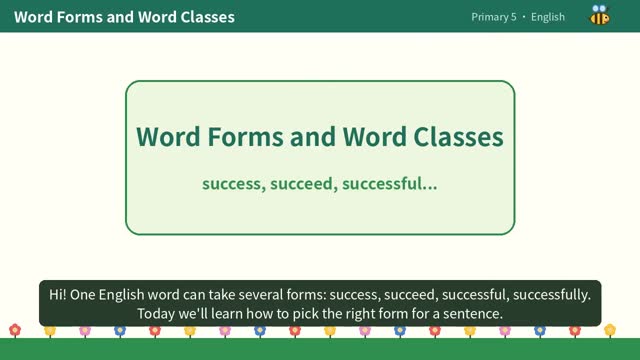 Word Forms and Word Classes
Primary 5 • English
Word Forms and Word Classes
success, succeed, successful...
Hi! One English word can take several forms: success, succeed, successful, successfully.
Today we'll learn how to pick the right form for a sentence.